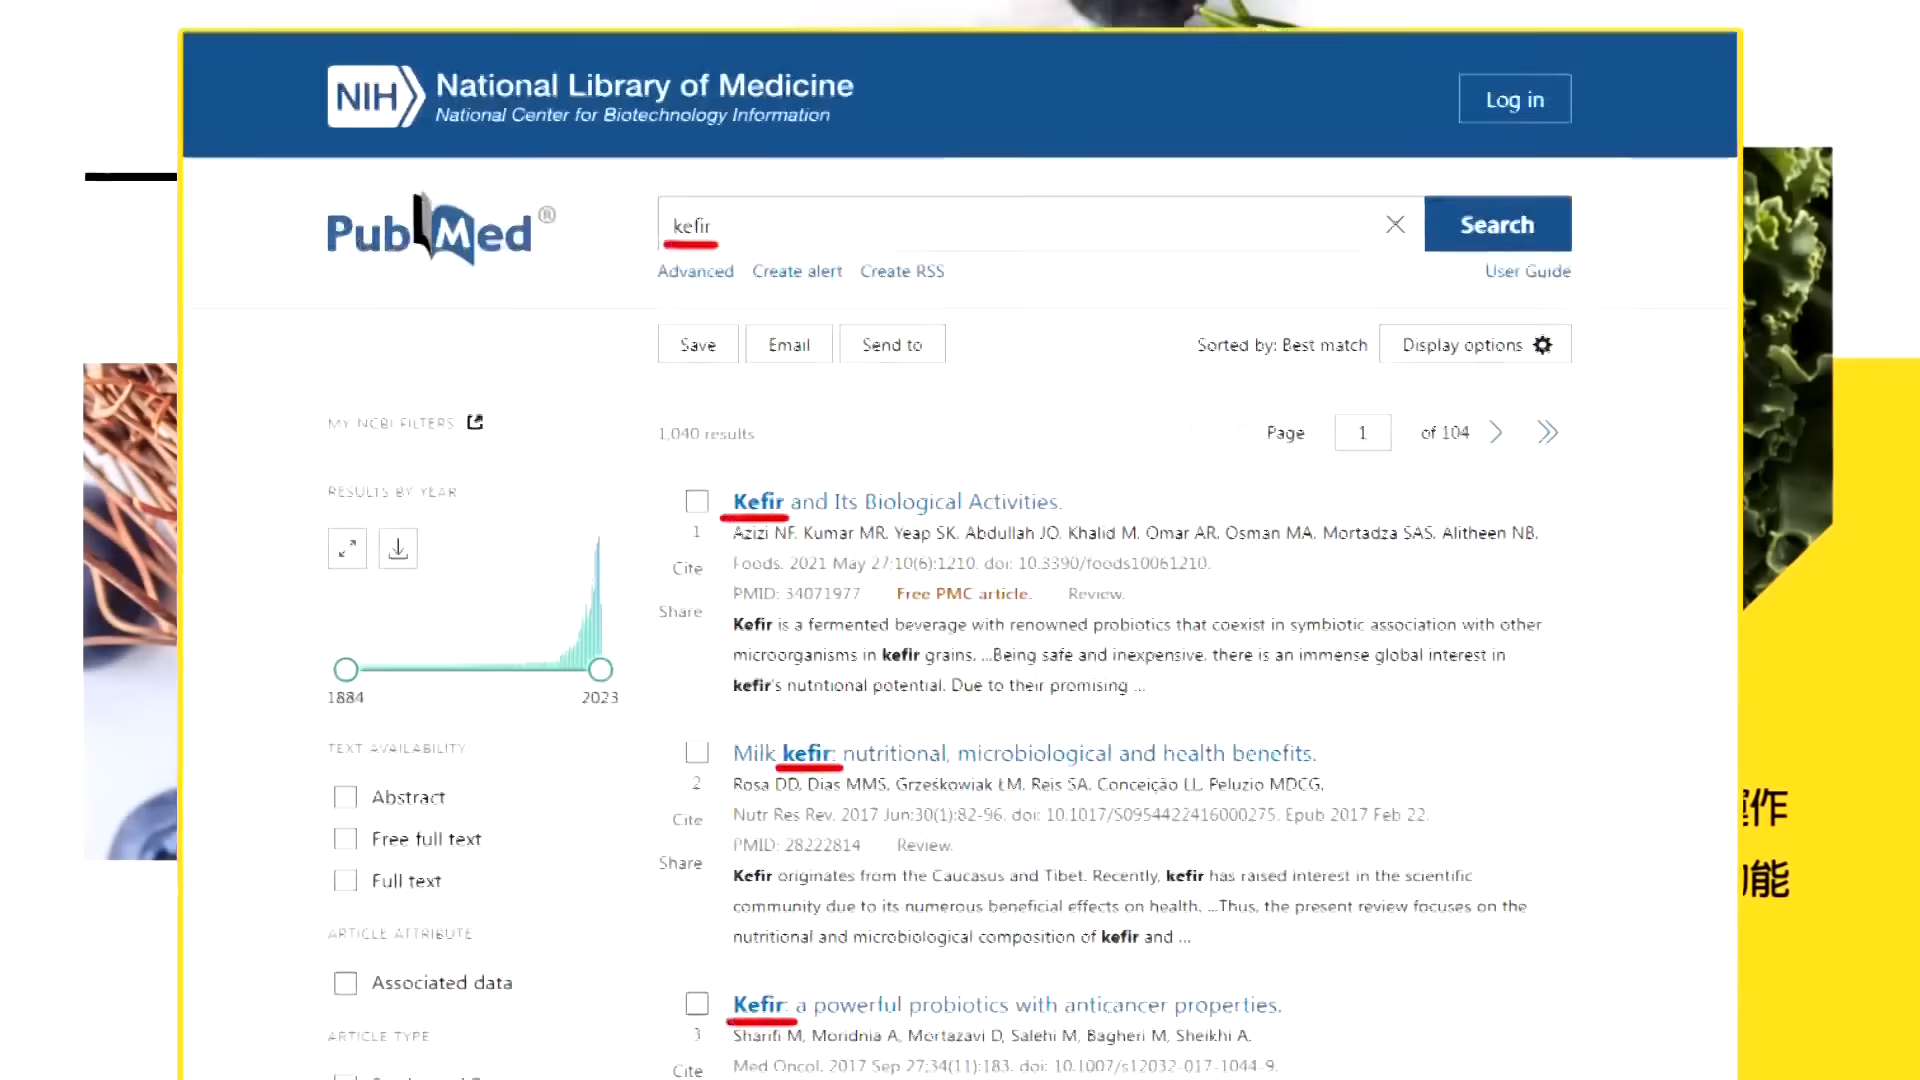 NIH National Library of Medicine
National Center for Biotechnology Information
Log in
PubMed®
kefir
Search
Advanced Create alert Create RSS
User Guide
Save Email Send to
Sorted by: Best match Display options
MY NCBI FILTERS
1,040 results
Page 1 of 104
RESULTS BY YEAR
1884 2023
TEXT AVAILABILITY
Abstract
Free full text
Full text
ARTICLE ATTRIBUTE
Associated data
ARTICLE TYPE
Kefir and Its Biological Activities.
1
Azizi NF, Kumar MR, Yeap SK, Abdullah JO, Khalid M, Omar AR, Osman MA, Mortadza SAS, Alitheen NB.
Cite
Foods. 2021 May 27;10(6):1210. doi: 10.3390/foods10061210.
PMID: 34071977 Free PMC article. Review.
Share
Kefir is a fermented beverage with renowned probiotics that coexist in symbiotic association with other
microorganisms in kefir grains. ...Being safe and inexpensive, there is an immense global interest in
kefir's nutritional potential. Due to their promising ...
Milk kefir: nutritional, microbiological and health benefits.
2
Rosa DD, Dias MMS, Grześkowiak ŁM, Reis SA, Conceição LL, Peluzio MDCG.
Cite
Nutr Res Rev. 2017 Jun;30(1):82-96. doi: 10.1017/S0954422416000275. Epub 2017 Feb 22.
PMID: 28222814 Review.
Share
Kefir originates from the Caucasus and Tibet. Recently, kefir has raised interest in the scientific
community due to its numerous beneficial effects on health. ...Thus, the present review focuses on the
nutritional and microbiological composition of kefir and ...
Kefir: a powerful probiotics with anticancer properties.
3
Sharifi M, Moridnia A, Mortazavi D, Salehi M, Bagheri M, Sheikhi A.
Cite
Med Oncol. 2017 Sep 27;34(11):183. doi: 10.1007/s12032-017-1044-9.
作
能